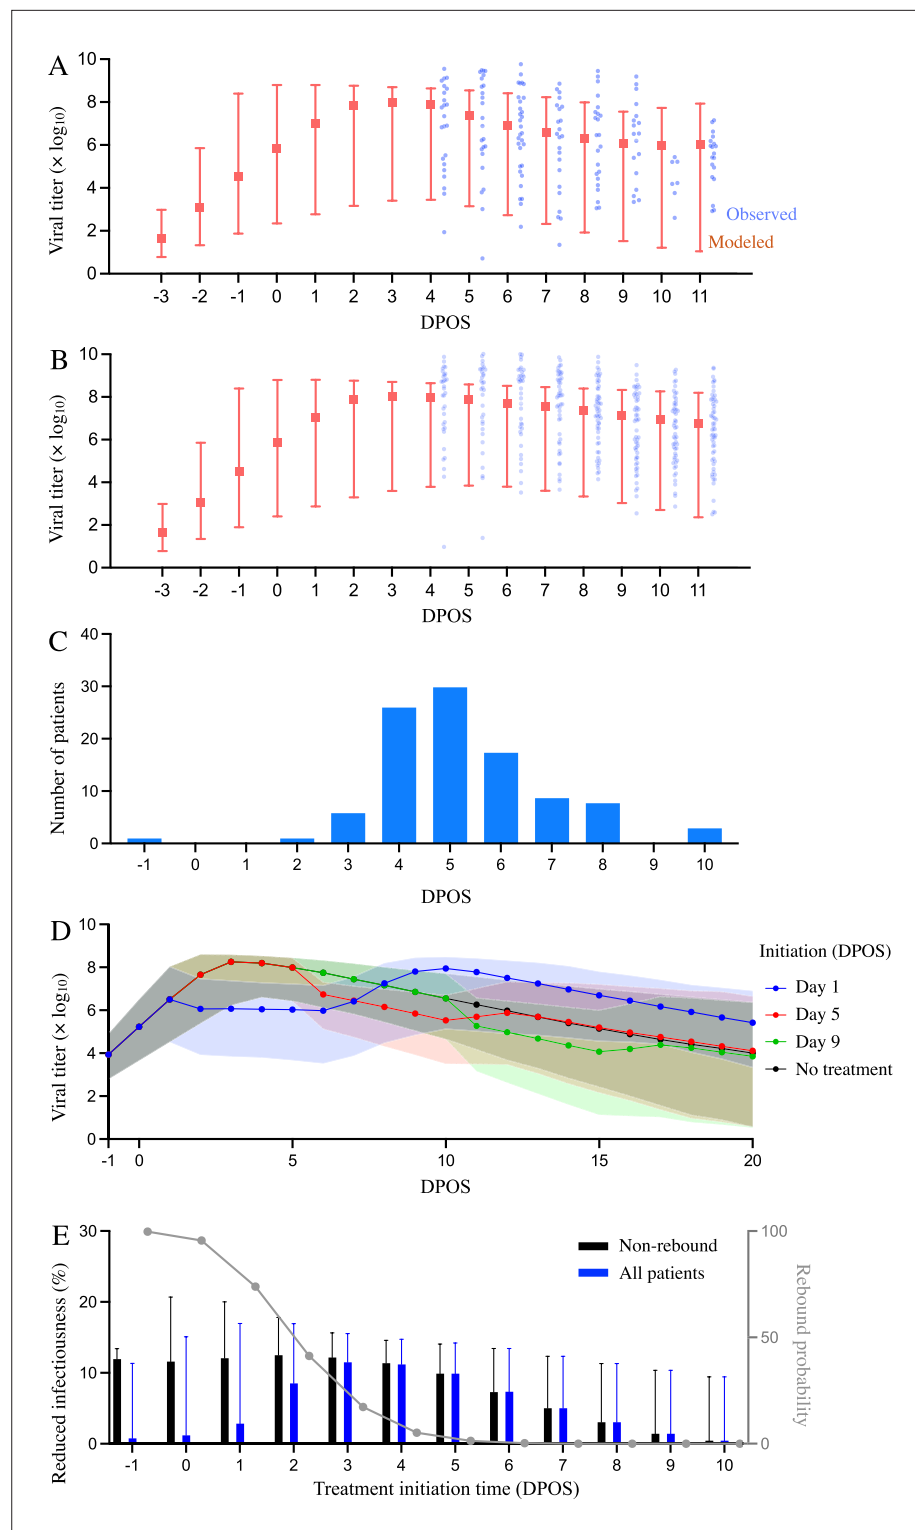 A
Viral titer (× log10)
10
8
6
4
2
0
Observed
Modeled
-3 -2 -1 0 1 2 3 4 5 6 7 8 9 10 11
DPOS
B
Viral titer (× log10)
10
8
6
4
2
0
-3 -2 -1 0 1 2 3 4 5 6 7 8 9 10 11
DPOS
C
Number of patients
40
30
20
10
0
-1 0 1 2 3 4 5 6 7 8 9 10
DPOS
D
Viral titer (× log10)
10
8
6
4
2
0
-1 0 5 10 15 20
DPOS
Initiation (DPOS)
Day 1
Day 5
Day 9
No treatment
E
Reduced infectiousness (%)
30
20
10
0
Non-rebound
All patients
100
50
0
Rebound probability
-1 0 1 2 3 4 5 6 7 8 9 10
Treatment initiation time (DPOS)